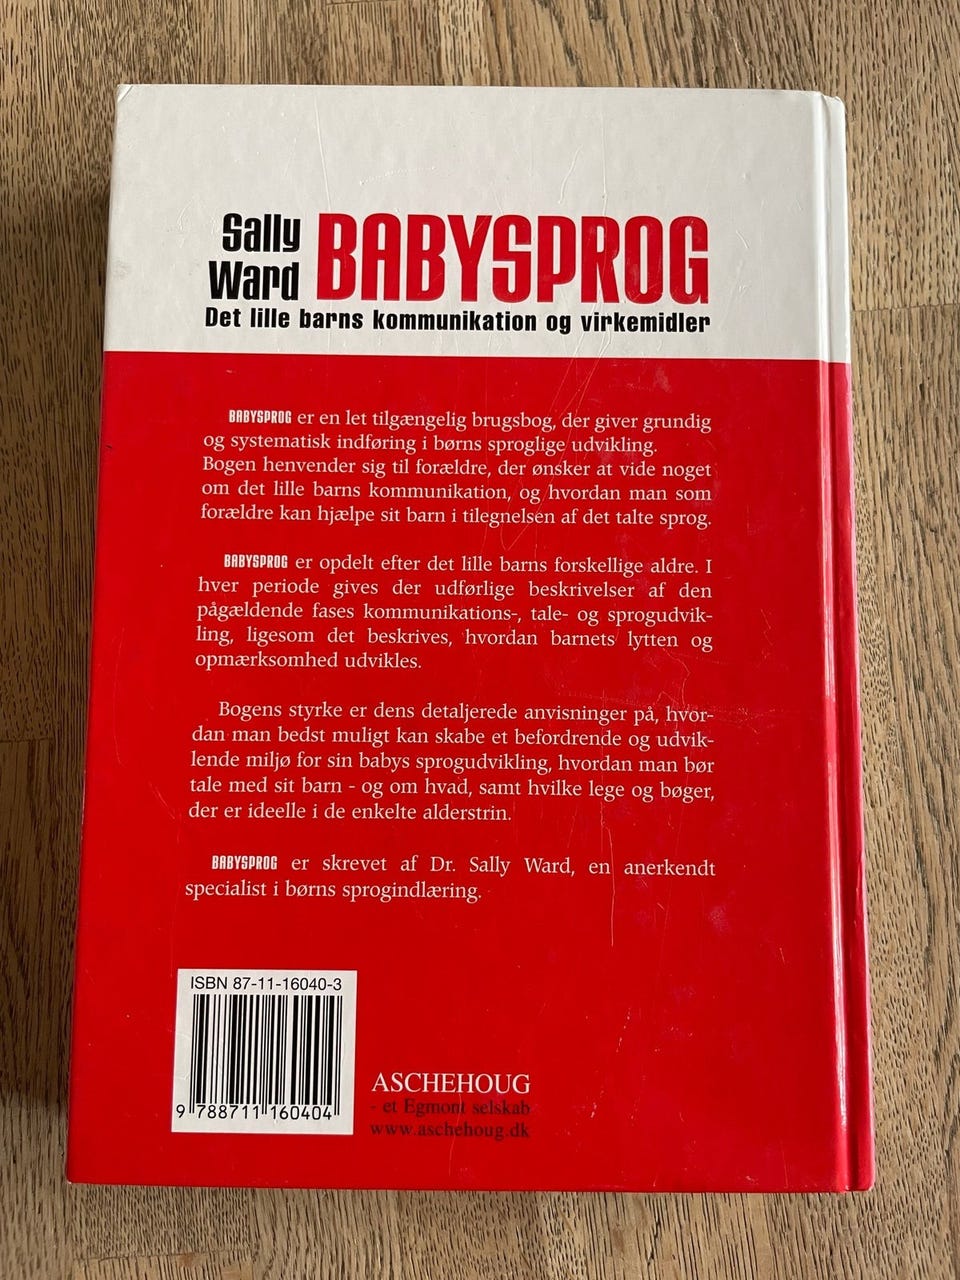 Sally
Ward
BABYSPROG
Det lille barns kommunikation og virkemidler
BABYSPROG er en let tilgængelig brugsbog, der giver grundig
og systematisk indføring i børns sproglige udvikling.
Bogen henvender sig til forældre, der ønsker at vide noget
om det lille barns kommunikation, og hvordan man som
forældre kan hjælpe sit barn i tilegnelsen af det talte sprog.
BABYSPROG er opdelt efter det lille barns forskellige aldre. I
hver periode gives der udførlige beskrivelser af den
pågældende fases kommunikations-, tale- og sprogudvik-
ling, ligesom det beskrives, hvordan barnets lytten og
opmærksomhed udvikles.
Bogens styrke er dens detaljerede anvisninger på, hvor-
dan man bedst muligt kan skabe et befordrende og udvik-
lende miljø for sin babys sprogudvikling, hvordan man bør
tale med sit barn - og om hvad, samt hvilke lege og bøger,
der er ideelle i de enkelte alderstrin.
BABYSPROG er skrevet af Dr. Sally Ward, en anerkendt
specialist i børns sprogindlæring.
ISBN 87-11-16040-3
9 788711 160404
ASCHEHOUG
- et Egmont selskab
www.aschehoug.dk